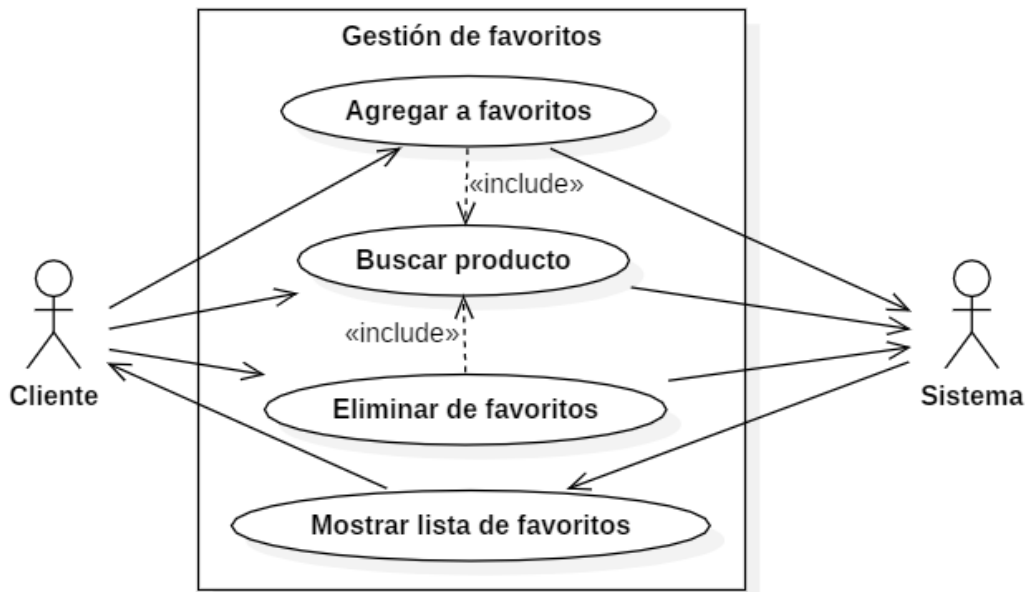 Gestión de favoritos
Agregar a favoritos
«include»
Buscar producto
«include»
Cliente
Sistema
Eliminar de favoritos
Mostrar lista de favoritos